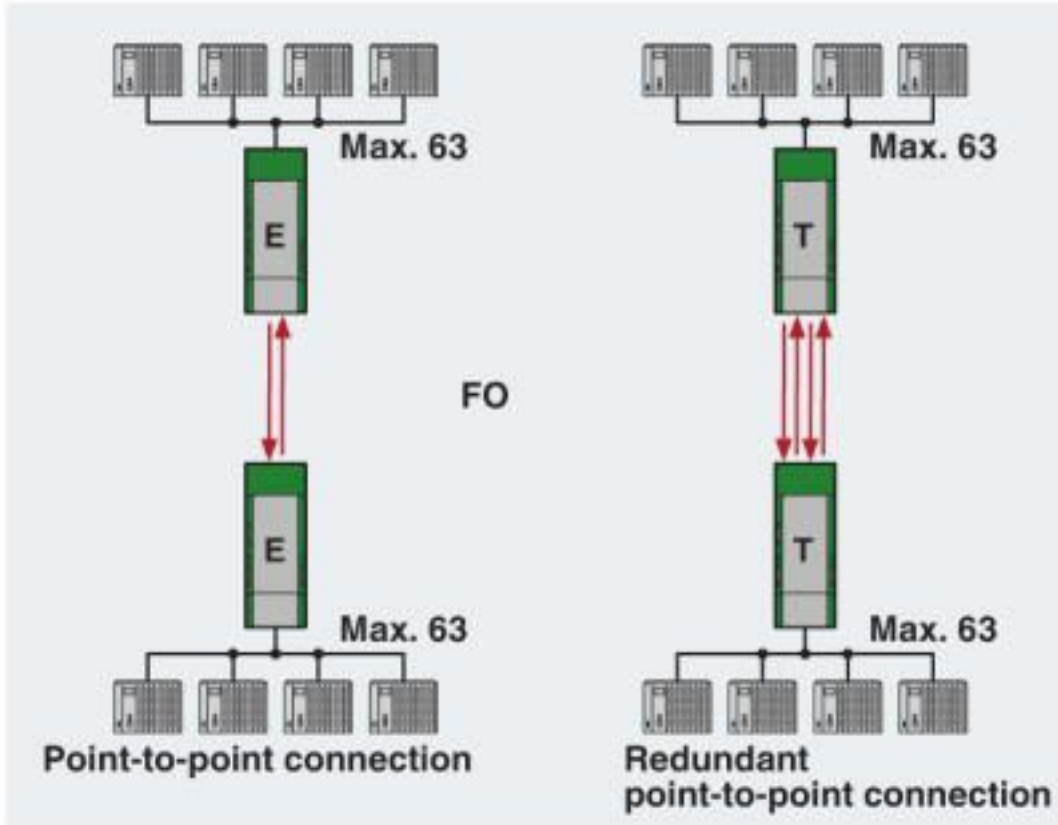 Max. 63
Max. 63
E
T
FO
E
T
Max. 63
Max. 63
Point-to-point connection
Redundant
point-to-point connection